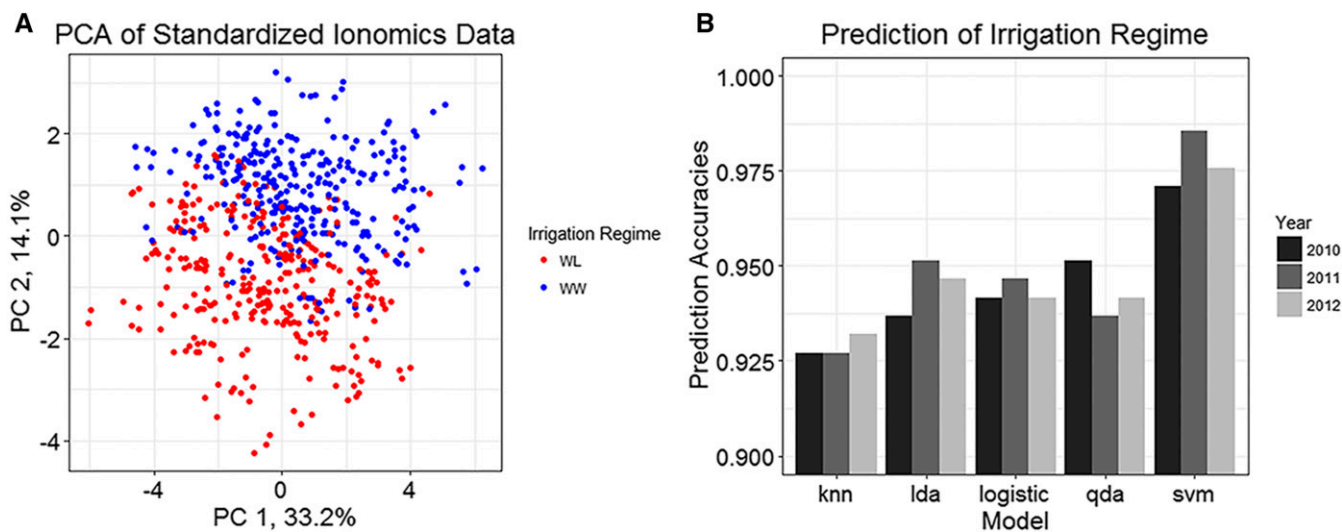 A
PCA of Standardized Ionomics Data
PC 2, 14.1%
2
0
-2
-4
-4
0
4
PC 1, 33.2%
Irrigation Regime
WL
WW
B
Prediction of Irrigation Regime
Prediction Accuracies
1.000
0.975
0.950
0.925
0.900
knn
lda
logistic
qda
svm
Model
Year
2010
2011
2012